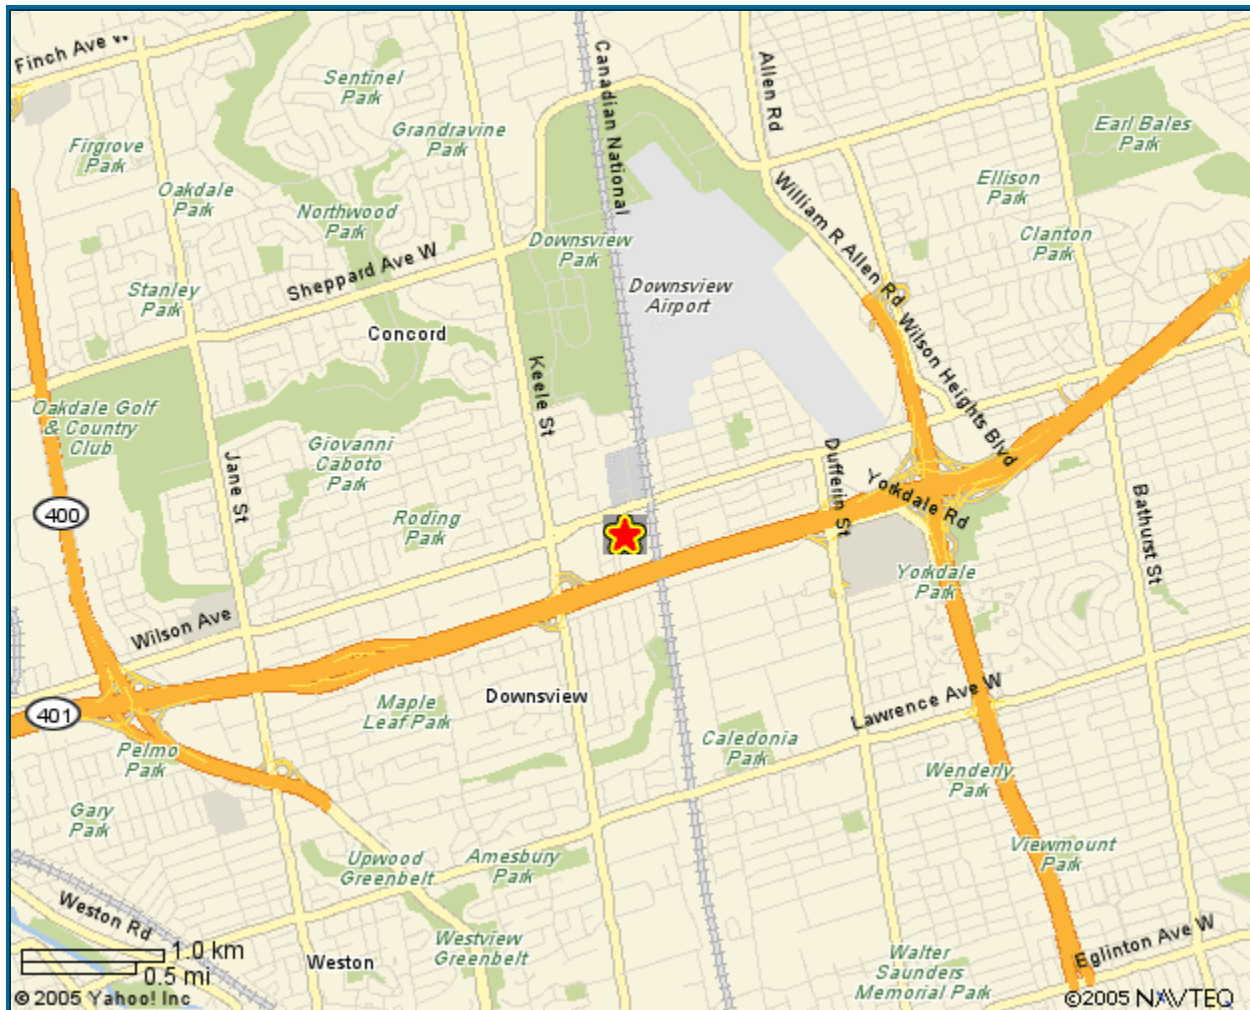 Finch Ave W
Sentinel
Park
Canadian National
Allen Rd
Firgrove
Park
Grandravine
Park
Earl Bales
Park
Oakdale
Park
Ellison
Park
William R Allen Rd
Northwood
Park
Downsview
Park
Clanton
Park
Sheppard Ave W
Stanley
Park
Downsview
Airport
Concord
Wilson Heights Blvd
Keele St
Oakdale Golf
& Country
Club
Giovanni
Caboto
Park
Jane St
Dufferin St
Yorkdale Rd
Bathurst St
400
Roding
Park
Yorkdale
Park
Wilson Ave
401
Maple
Leaf Park
Downsview
Lawrence Ave W
Pelmo
Park
Caledonia
Park
Wenderly
Park
Gary
Park
Upwood
Greenbelt
Amesbury
Park
Viewmount
Park
Weston Rd
Westview
Greenbelt
Weston
Walter
Saunders
Memorial Park
Eglinton Ave W
1.0 km
0.5 mi
© 2005 Yahoo! Inc
©2005 NAVTEQ